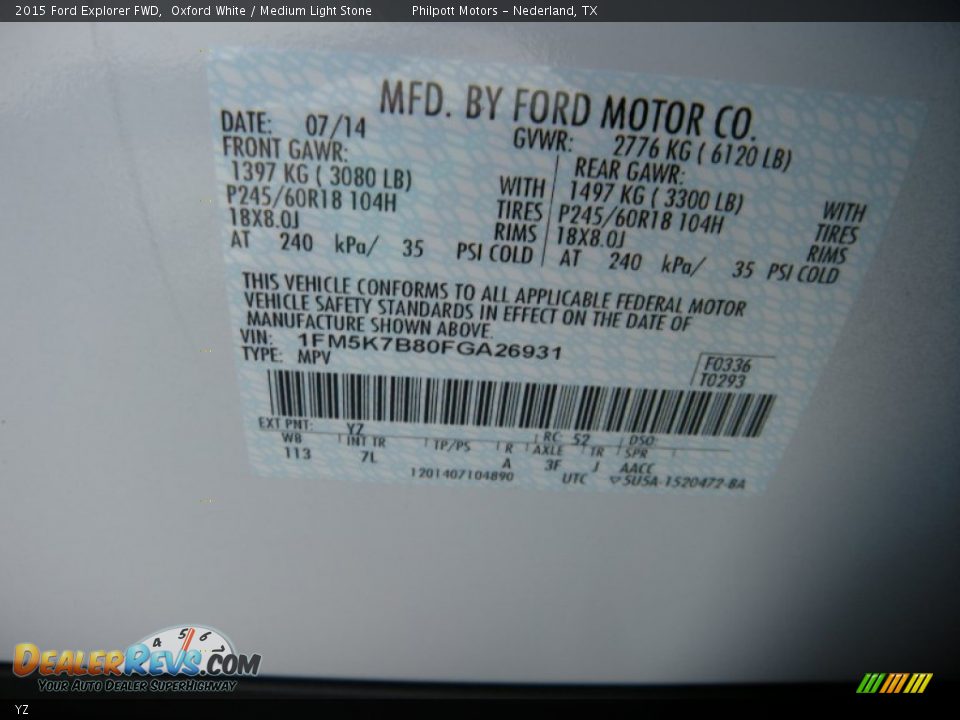 2015 Ford Explorer FWD, Oxford White / Medium Light Stone Philpott Motors - Nederland, TX
MFD. BY FORD MOTOR CO.
DATE: 07/14 GVWR: 2776 KG ( 6120 LB)
FRONT GAWR: REAR GAWR:
1397 KG ( 3080 LB) WITH 1497 KG ( 3300 LB) WITH
P245/60R18 104H TIRES P245/60R18 104H TIRES
18X8.0J RIMS 18X8.0J RIMS
AT 240 kPa/ 35 PSI COLD AT 240 kPa/ 35 PSI COLD
THIS VEHICLE CONFORMS TO ALL APPLICABLE FEDERAL MOTOR
VEHICLE SAFETY STANDARDS IN EFFECT ON THE DATE OF
MANUFACTURE SHOWN ABOVE.
VIN: 1FM5K7B80FGA26931
TYPE: MPV
F0336
T0293
EXT PNT: YZ RC: 52 DSO:
WB INT TR TP/PS R AXLE TR SPR
113 7L A 3F J AACC
1201407104890 UTC ▽5U5A-1520472-BA
4 5 6 7
DEALERREVS.COM
YOUR AUTO DEALER SUPERHIGHWAY
YZ